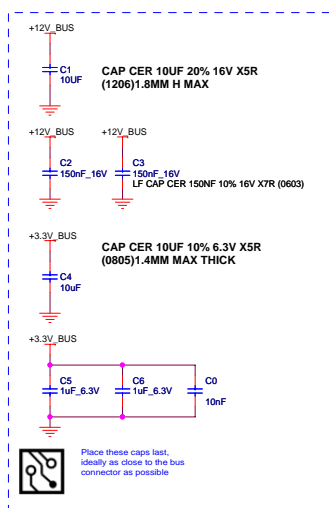 +12V_BUS
C1
10UF
CAP CER 10UF 20% 16V X5R
(1206)1.8MM H MAX
+12V_BUS
+12V_BUS
C2
150nF_16V
C3
150nF_16V
LF CAP CER 150NF 10% 16V X7R (0603)
+3.3V_BUS
CAP CER 10UF 10% 6.3V X5R
(0805)1.4MM MAX THICK
C4
10uF
+3.3V_BUS
C5
1uF_6.3V
C6
1uF_6.3V
C0
10nF
Place these caps last,
ideally as close to the bus
connector as possible